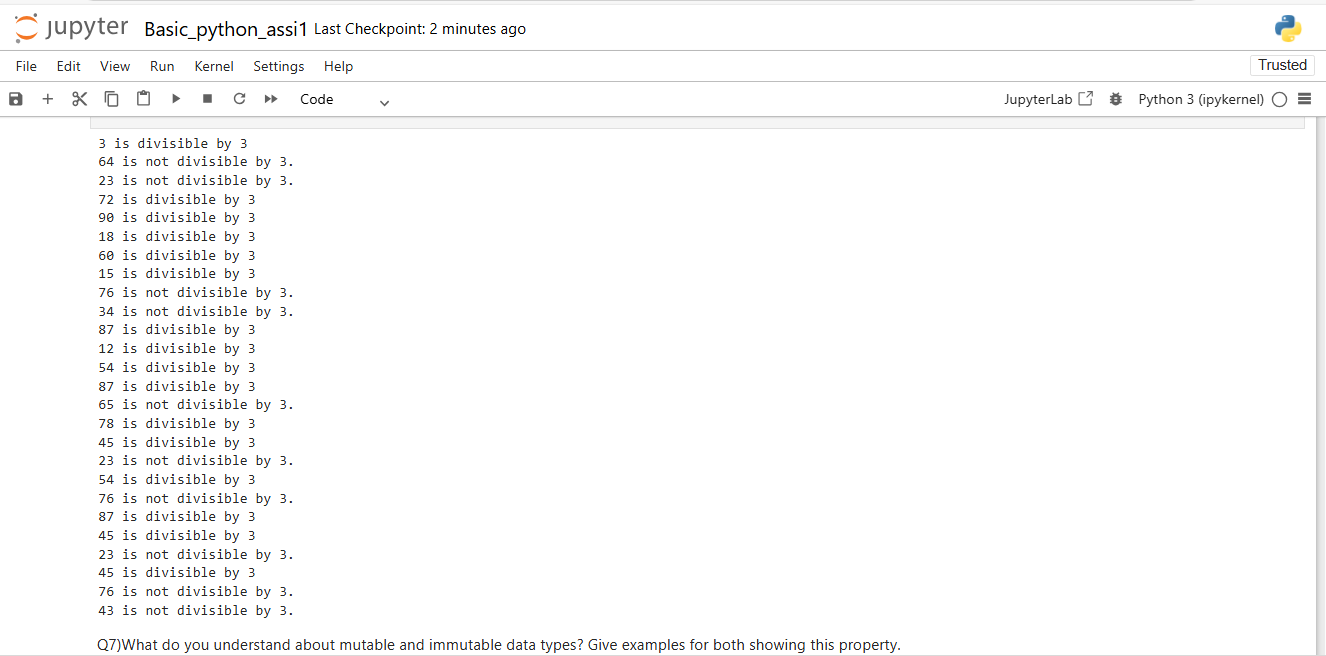 jupyter Basic_python_assi1 Last Checkpoint: 2 minutes ago
File Edit View Run Kernel Settings Help Trusted
Code JupyterLab Python 3 (ipykernel)
3 is divisible by 3
64 is not divisible by 3.
23 is not divisible by 3.
72 is divisible by 3
90 is divisible by 3
18 is divisible by 3
60 is divisible by 3
15 is divisible by 3
76 is not divisible by 3.
34 is not divisible by 3.
87 is divisible by 3
12 is divisible by 3
54 is divisible by 3
87 is divisible by 3
65 is not divisible by 3.
78 is divisible by 3
45 is divisible by 3
23 is not divisible by 3.
54 is divisible by 3
76 is not divisible by 3.
87 is divisible by 3
45 is divisible by 3
23 is not divisible by 3.
45 is divisible by 3
76 is not divisible by 3.
43 is not divisible by 3.
Q7)What do you understand about mutable and immutable data types? Give examples for both showing this property.